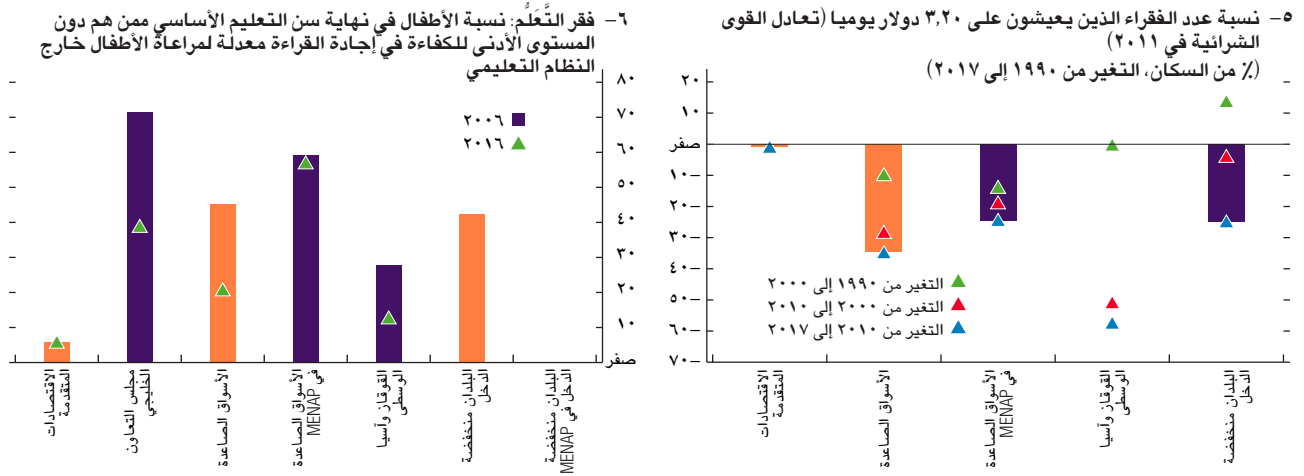 ٥– نسبة عدد الفقراء الذين يعيشون على ٣,٢٠ دولار يوميا (تعادل القوى
الشرائية في ٢٠١١)
(٪ من السكان، التغير من ١٩٩٠ إلى ٢٠١٧)
٢٠
١٠
صفر
١٠–
٢٠–
٣٠–
٤٠–
٥٠–
٦٠–
٧٠–
التغير من ١٩٩٠ إلى ٢٠٠٠
التغير من ٢٠٠٠ إلى ٢٠١٠
التغير من ٢٠١٠ إلى ٢٠١٧
البلدان منخفضة
الدخل
القوقاز وآسيا
الوسطى
الأسواق الصاعدة
في MENAP
الأسواق الصاعدة
الاقتصادات
المتقدمة
٦– فقر التَّعَلُّم: نسبة الأطفال في نهاية سن التعليم الأساسي ممن هم دون
المستوى الأدنى للكفاءة في إجادة القراءة معدلة لمراعاة الأطفال خارج
النظام التعليمي
٨٠
٧٠
٦٠
٥٠
٤٠
٣٠
٢٠
١٠
صفر
٢٠٠٦
٢٠١٦
البلدان منخفضة
الدخل في MENAP
البلدان منخفضة
الدخل
القوقاز وآسيا
الوسطى
الأسواق الصاعدة
في MENAP
الأسواق الصاعدة
مجلس التعاون
الخليجي
الاقتصادات
المتقدمة